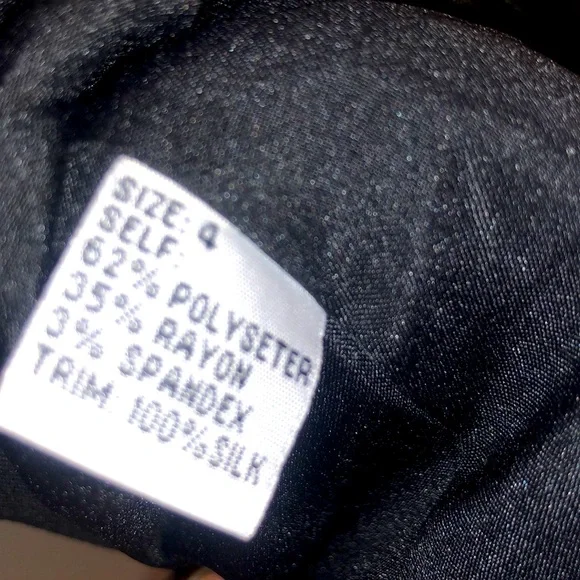 SIZE: 4
SELF:
62% POLYSETER
35% RAYON
3% SPANDEX
TRIM: 100%SILK